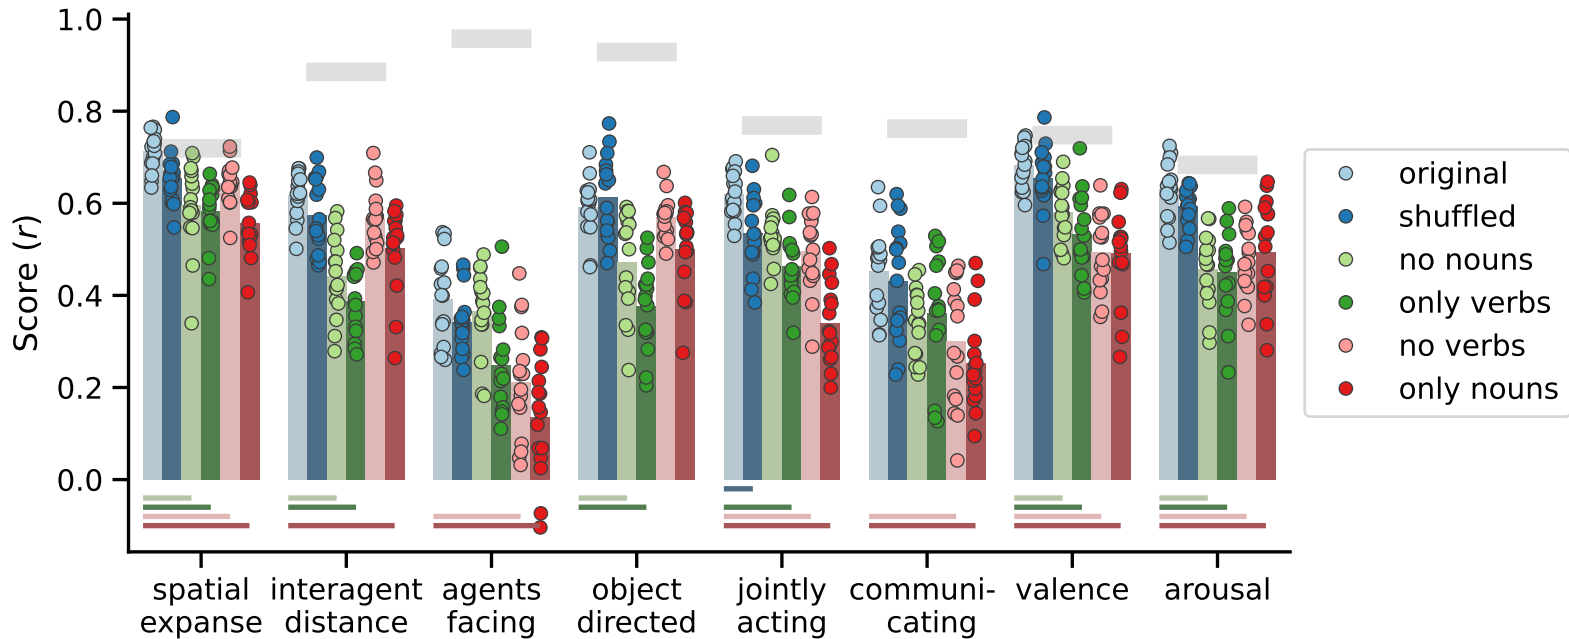 1.0
0.8
0.6
0.4
0.2
0.0
Score (r)
spatial
expanse
interagent
distance
agents
facing
object
directed
jointly
acting
communi-
cating
valence
arousal
original
shuffled
no nouns
only verbs
no verbs
only nouns